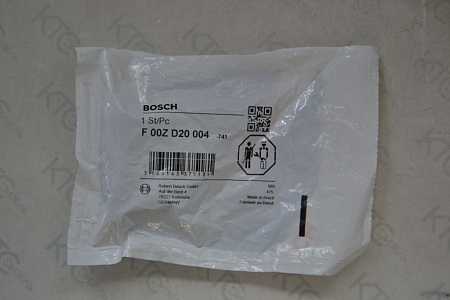 BOSCH
1 St/Pc
F 00Z D20 004 -741
Robert Bosch GmbH
Auf der Breit 4
76227 Karlsruhe
GERMANY
Made in Brazil
KTG